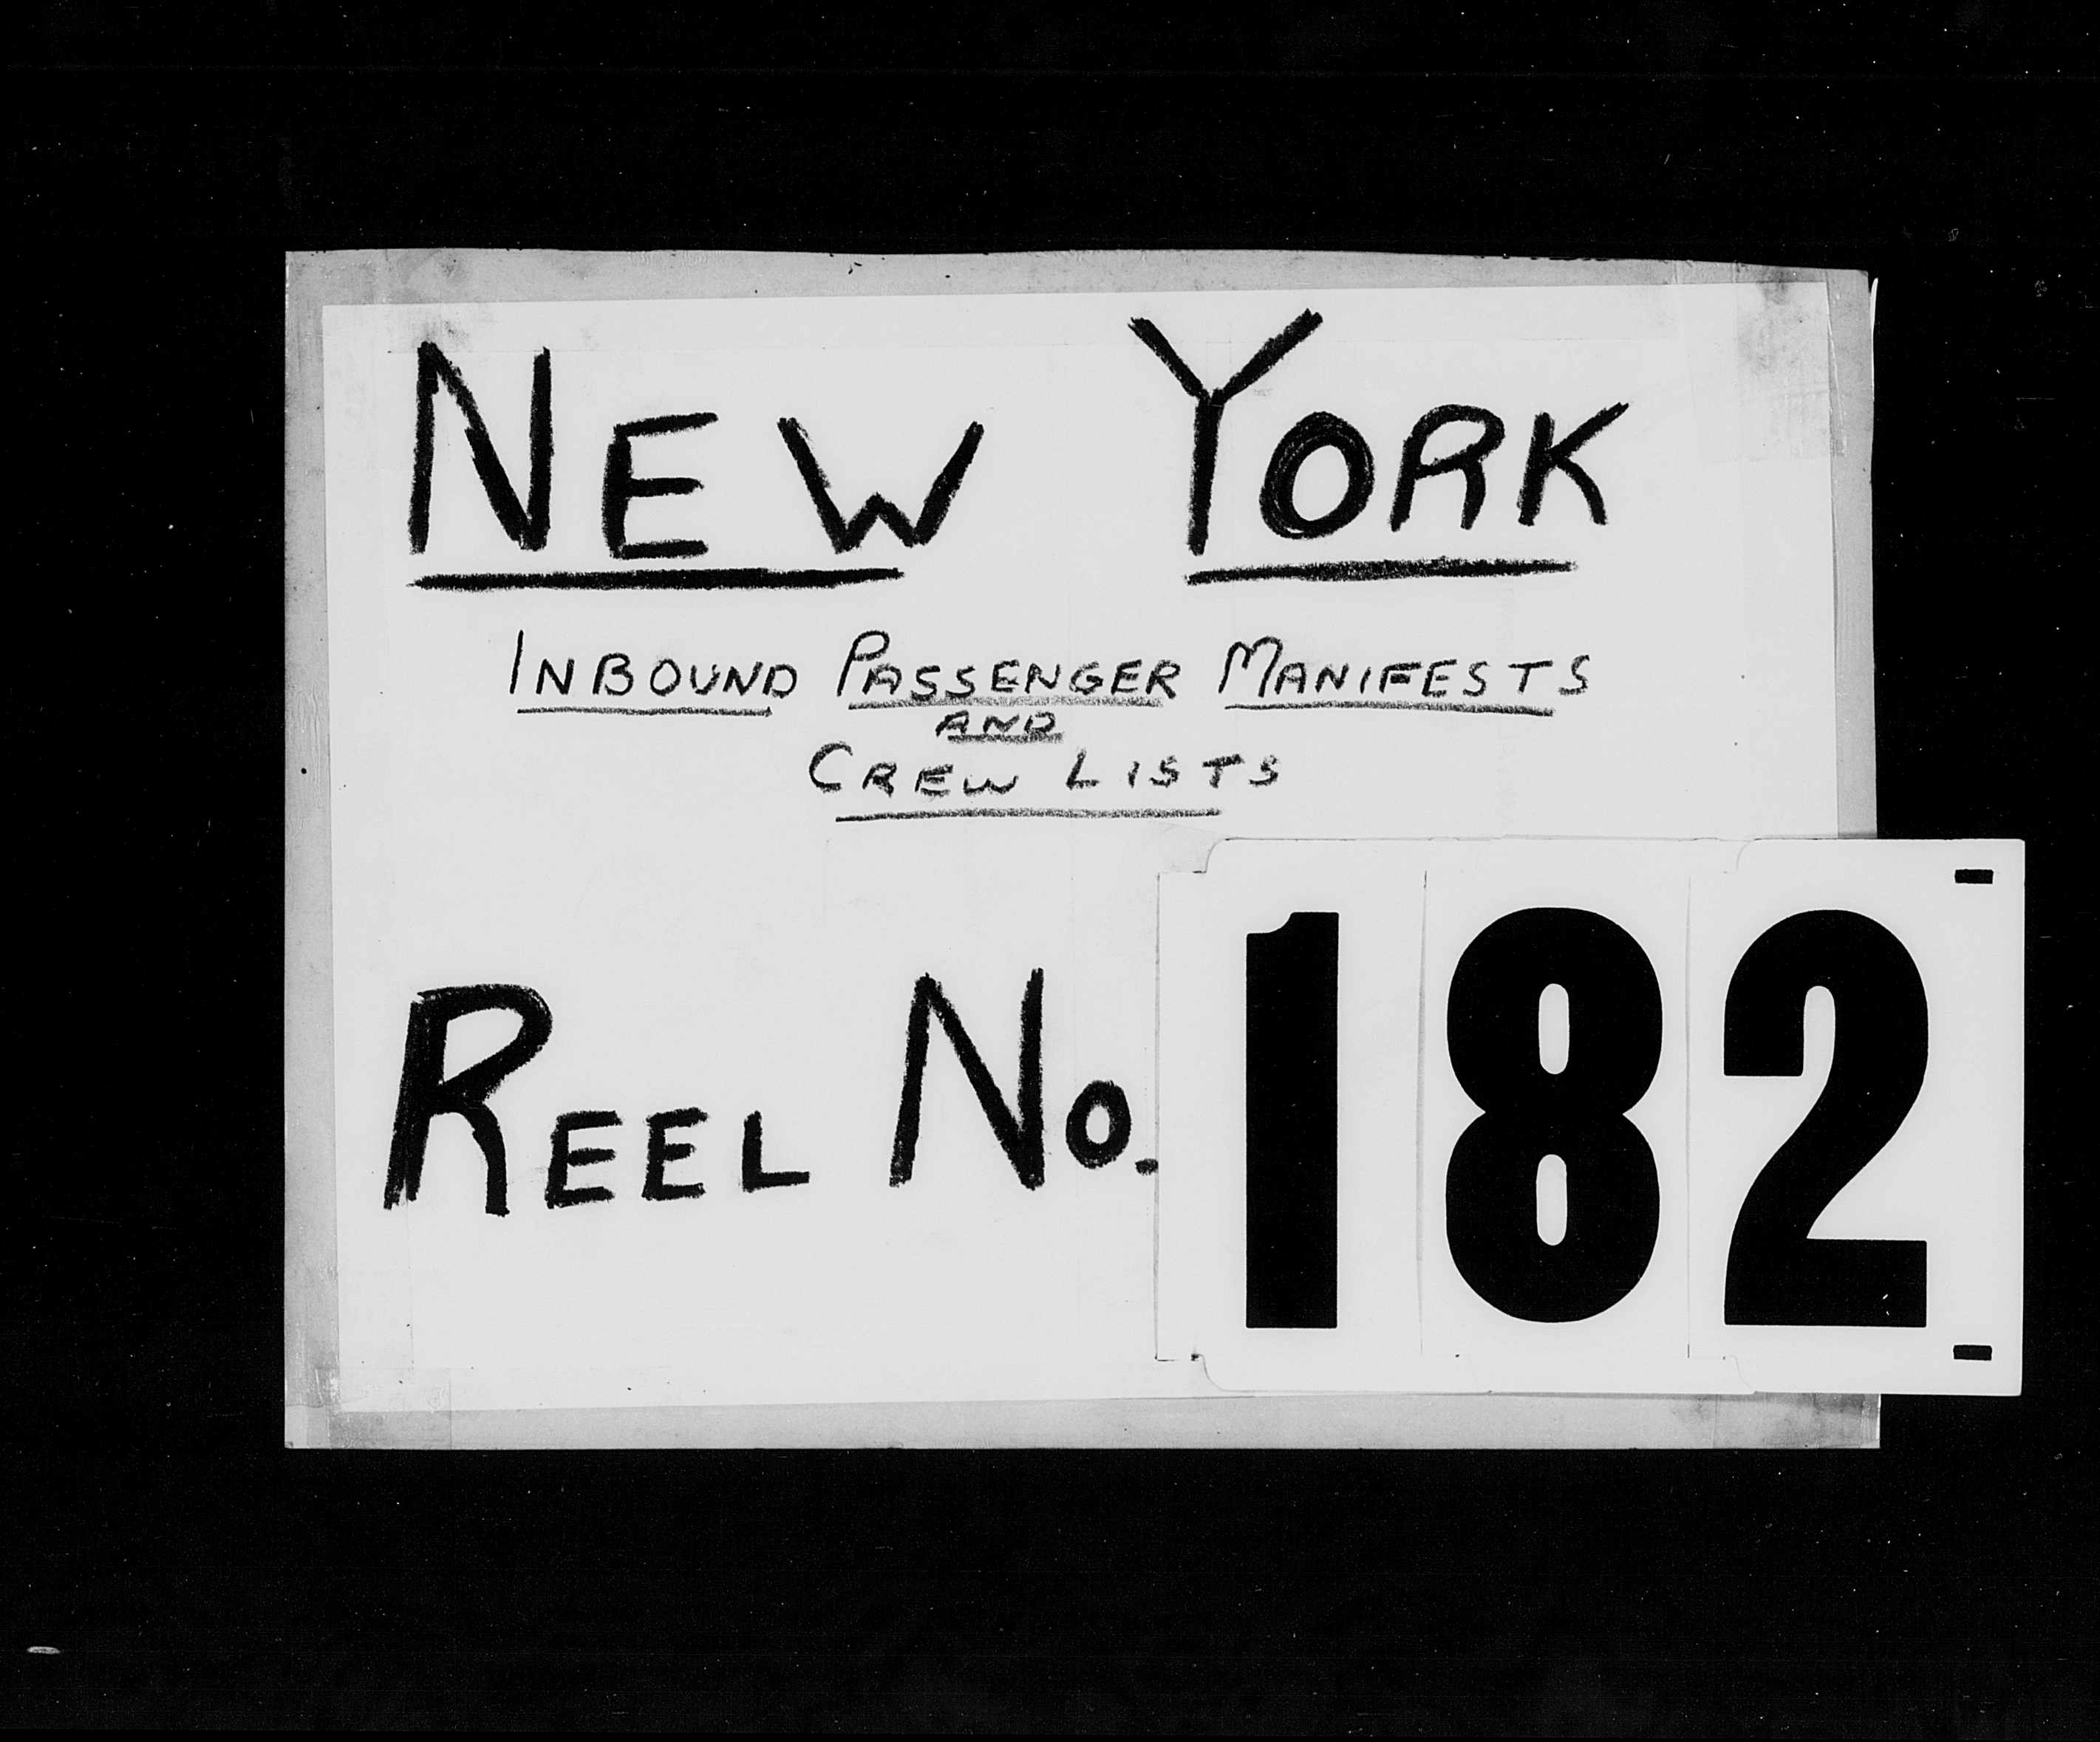 NEW YORK
INBOUND PASSENGER MANIFESTS
AND
CREW LISTS
REEL NO. 182